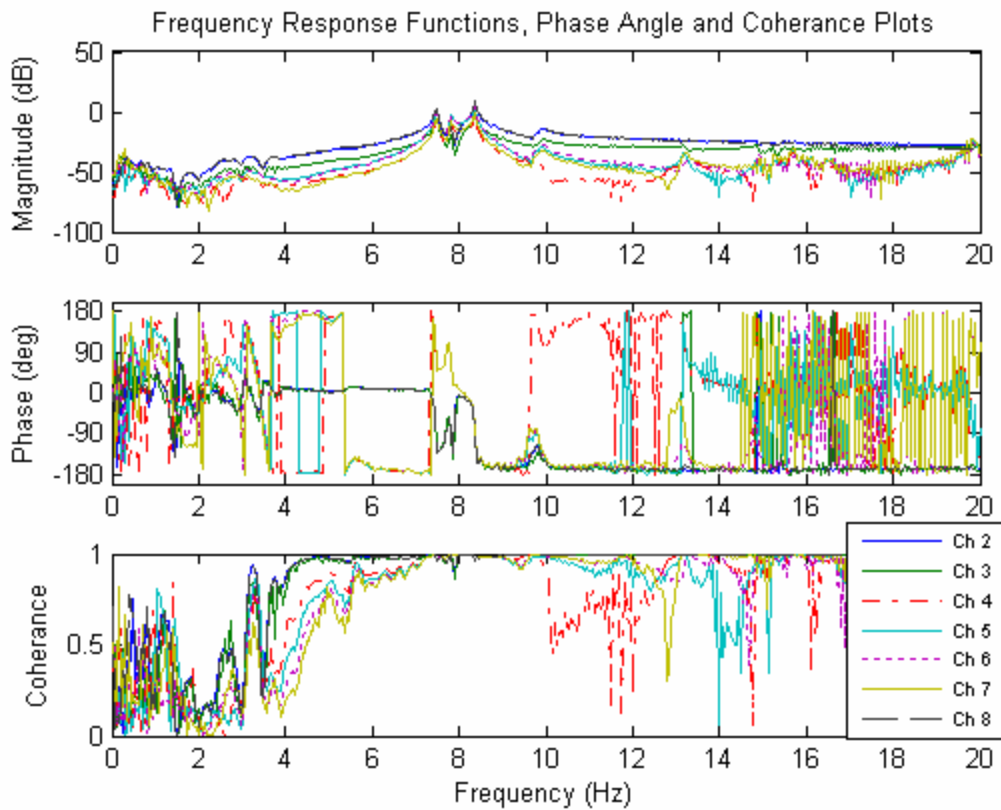 Frequency Response Functions, Phase Angle and Coherance Plots
Magnitude (dB)
50
0
-50
-100
0 2 4 6 8 10 12 14 16 18 20
Phase (deg)
180
90
0
-90
-180
0 2 4 6 8 10 12 14 16 18 20
Coherance
1
0.5
0
0 2 4 6 8 10 12 14 16 18 20
Frequency (Hz)
Ch 2
Ch 3
Ch 4
Ch 5
Ch 6
Ch 7
Ch 8